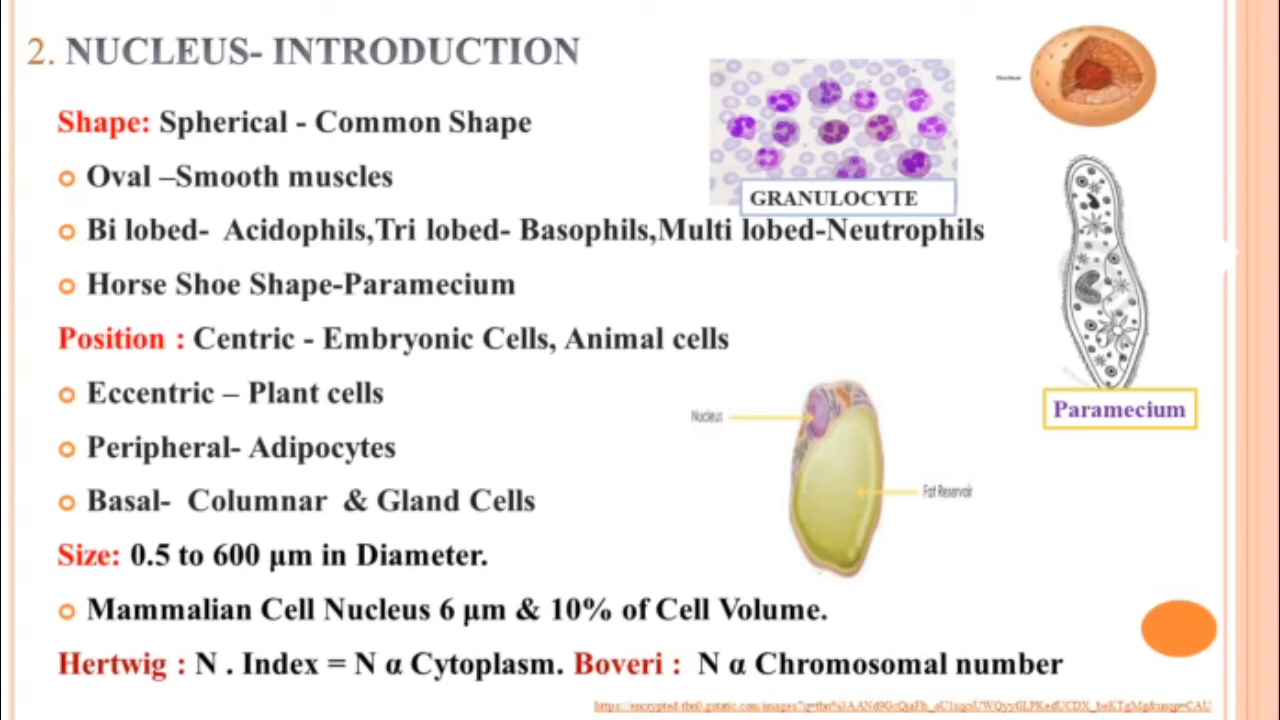 2. NUCLEUS- INTRODUCTION
Nucleus
Shape: Spherical - Common Shape
Oval –Smooth muscles
GRANULOCYTE
Bi lobed- Acidophils,Tri lobed- Basophils,Multi lobed-Neutrophils
Horse Shoe Shape-Paramecium
Position : Centric - Embryonic Cells, Animal cells
Eccentric – Plant cells
Paramecium
Nucleus
Peripheral- Adipocytes
Basal- Columnar & Gland Cells
Fat Reservoir
Size: 0.5 to 600 µm in Diameter.
Mammalian Cell Nucleus 6 µm & 10% of Cell Volume.
Hertwig : N . Index = N α Cytoplasm. Boveri : N α Chromosomal number